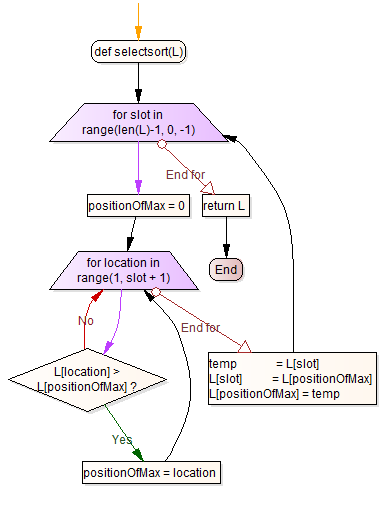 def selectsort(L)
for slot in
range(len(L)-1, 0, -1)
End for
positionOfMax = 0
return L
for location in
range(1, slot + 1)
End
No
End for
L[location] >
L[positionOfMax] ?
temp = L[slot]
L[slot] = L[positionOfMax]
L[positionOfMax] = temp
Yes
positionOfMax = location